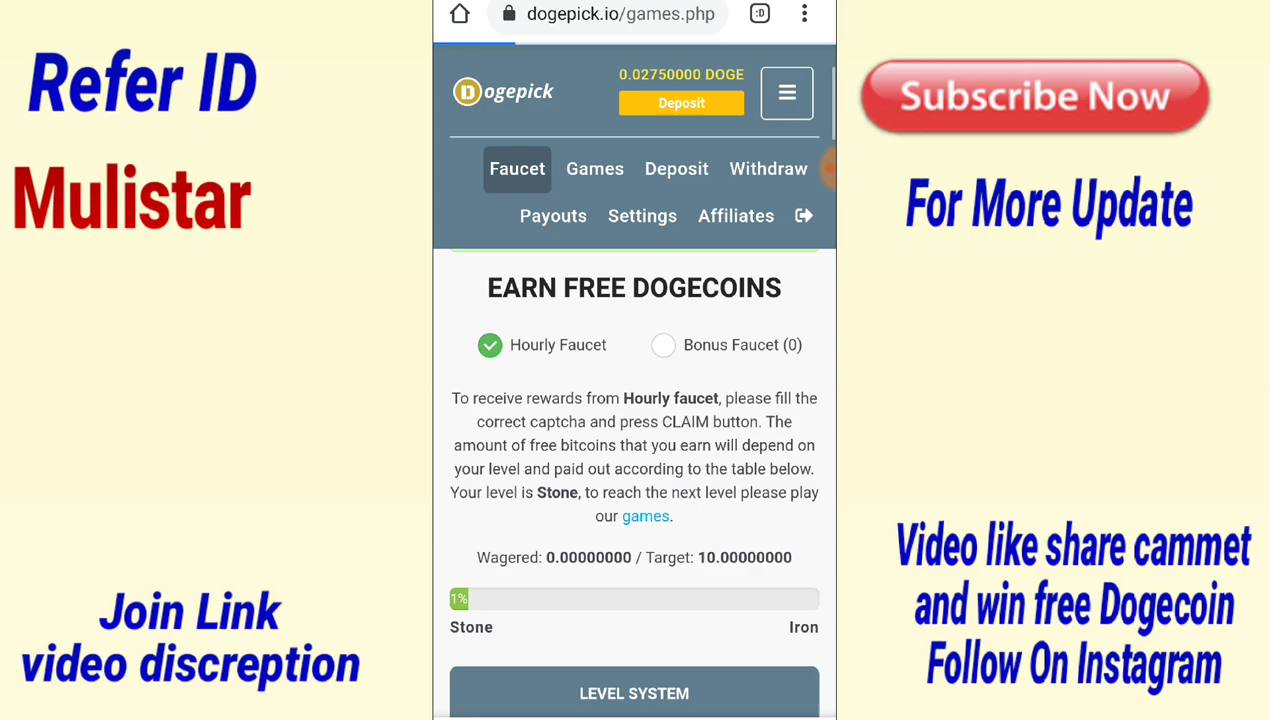 Refer ID
Mulistar
Join Link
video discreption
dogepick.io/games.php
:D
Dogepick
0.02750000 DOGE
Deposit
Faucet
Games
Deposit
Withdraw
Payouts
Settings
Affiliates
EARN FREE DOGECOINS
Hourly Faucet
Bonus Faucet (0)
To receive rewards from Hourly faucet, please fill the
correct captcha and press CLAIM button. The
amount of free bitcoins that you earn will depend on
your level and paid out according to the table below.
Your level is Stone, to reach the next level please play
our games.
Wagered: 0.00000000 / Target: 10.00000000
1%
Stone
Iron
LEVEL SYSTEM
Subscribe Now
For More Update
Video like share cammet
and win free Dogecoin
Follow On Instagram